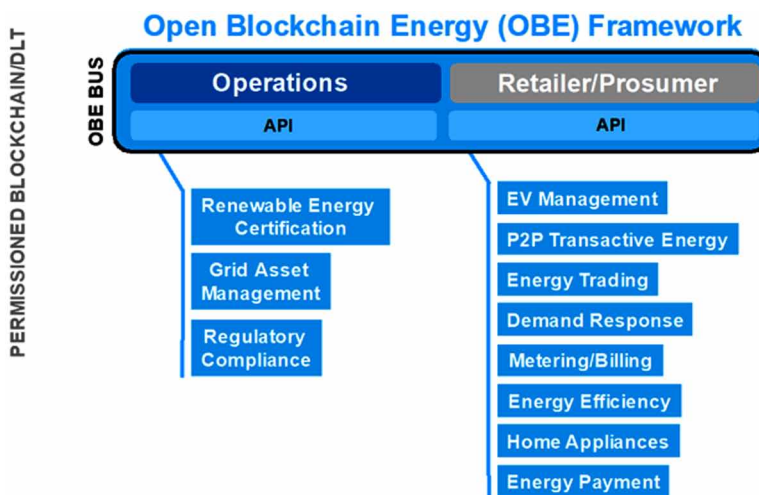 Open Blockchain Energy (OBE) Framework
PERMISSIONED BLOCKCHAIN/DLT
OBE BUS
Operations
API
Retailer/Prosumer
API
Renewable Energy
Certification
Grid Asset
Management
Regulatory
Compliance
EV Management
P2P Transactive Energy
Energy Trading
Demand Response
Metering/Billing
Energy Efficiency
Home Appliances
Energy Payment